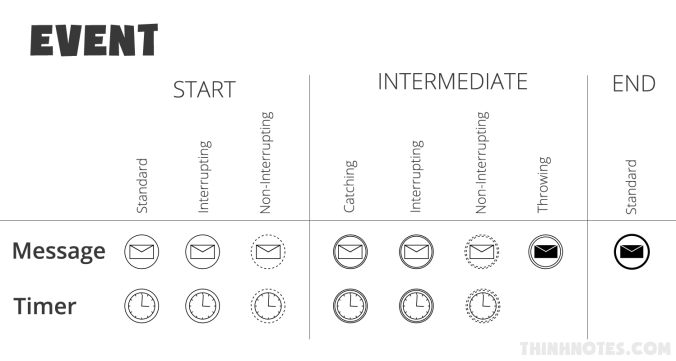 EVENT
START
INTERMEDIATE
END
Standard
Interrupting
Non-Interrupting
Catching
Interrupting
Non-Interrupting
Throwing
Standard
Message
Timer
THINHNOTES.COM